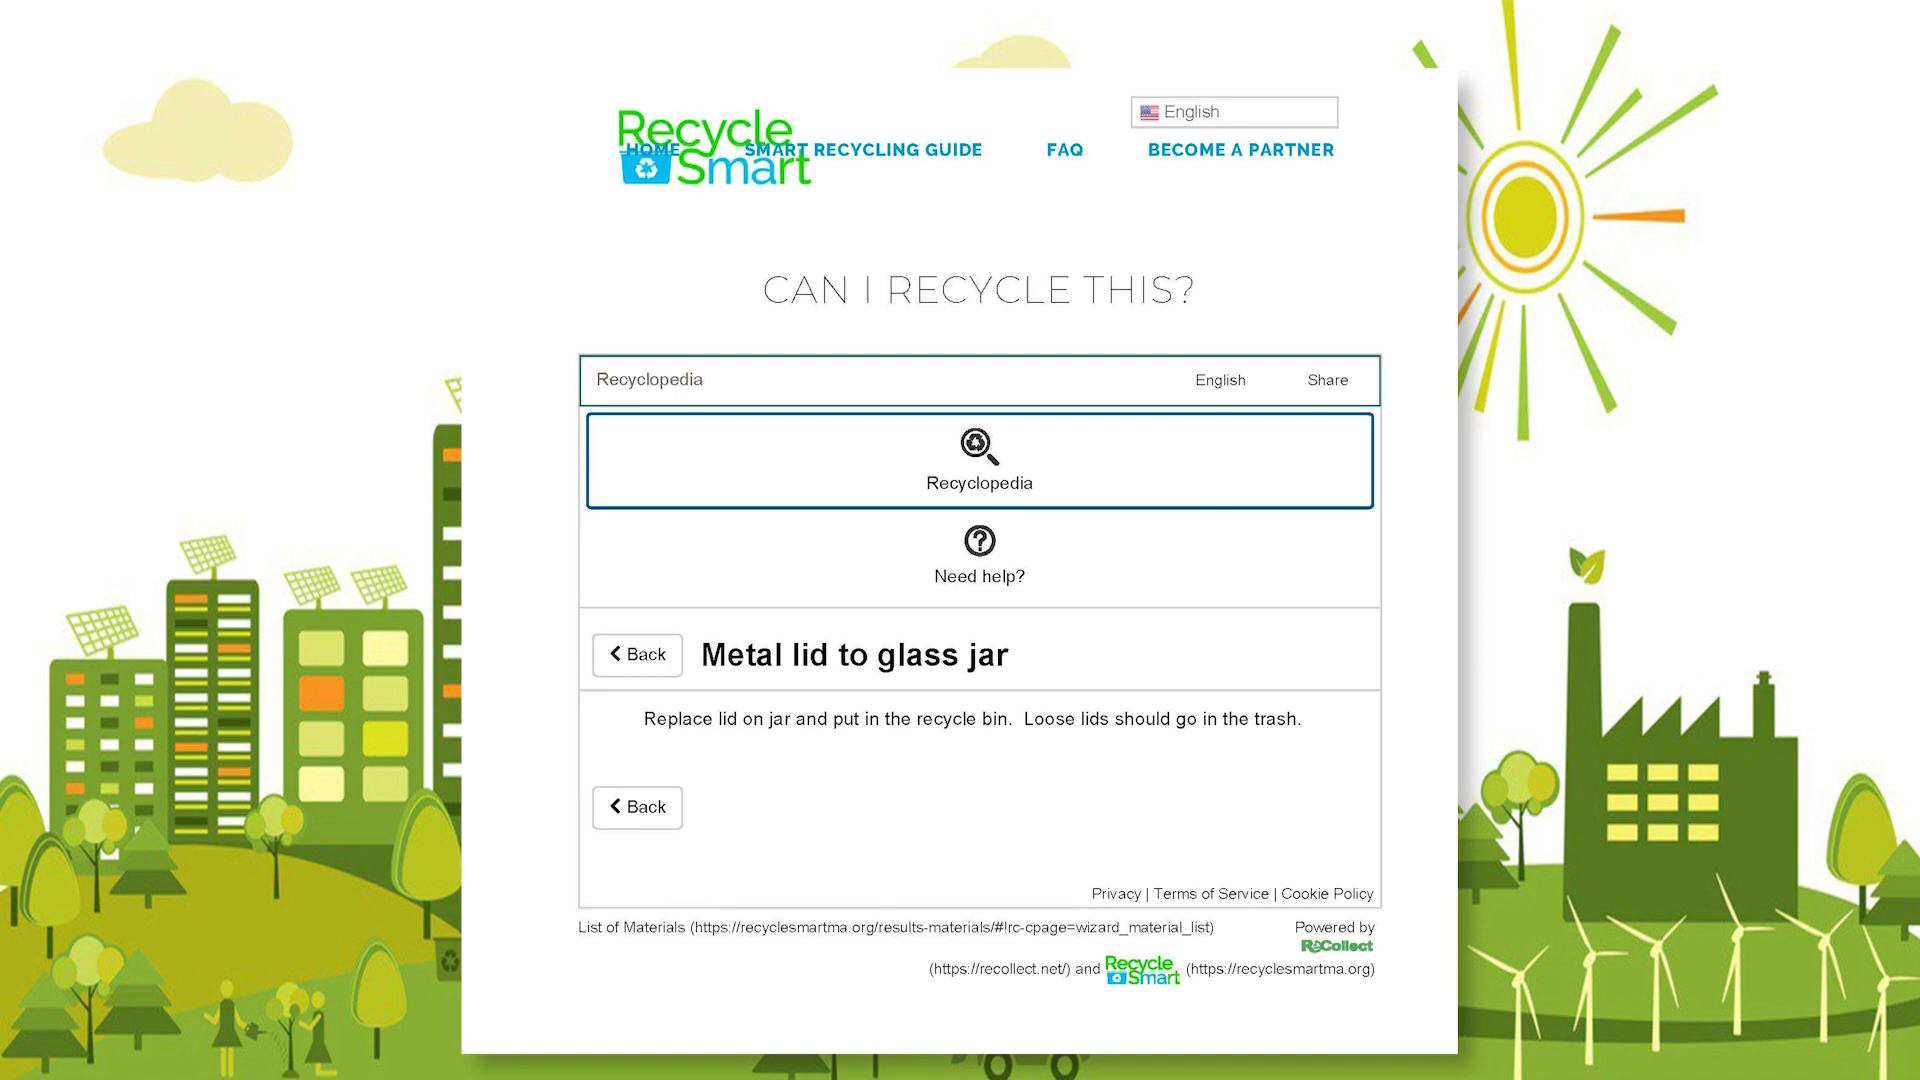 Recycle
Smart
English
HOME SMART RECYCLING GUIDE FAQ BECOME A PARTNER
CAN I RECYCLE THIS?
Recyclopedia English Share
Recyclopedia
Need help?
Back Metal lid to glass jar
Replace lid on jar and put in the recycle bin. Loose lids should go in the trash.
Back
Privacy | Terms of Service | Cookie Policy
List of Materials (https://recyclesmartma.org/results-materials/#!rc-cpage=wizard_material_list) Powered by
ReCollect
(https://recollect.net/) and Recycle Smart (https://recyclesmartma.org)